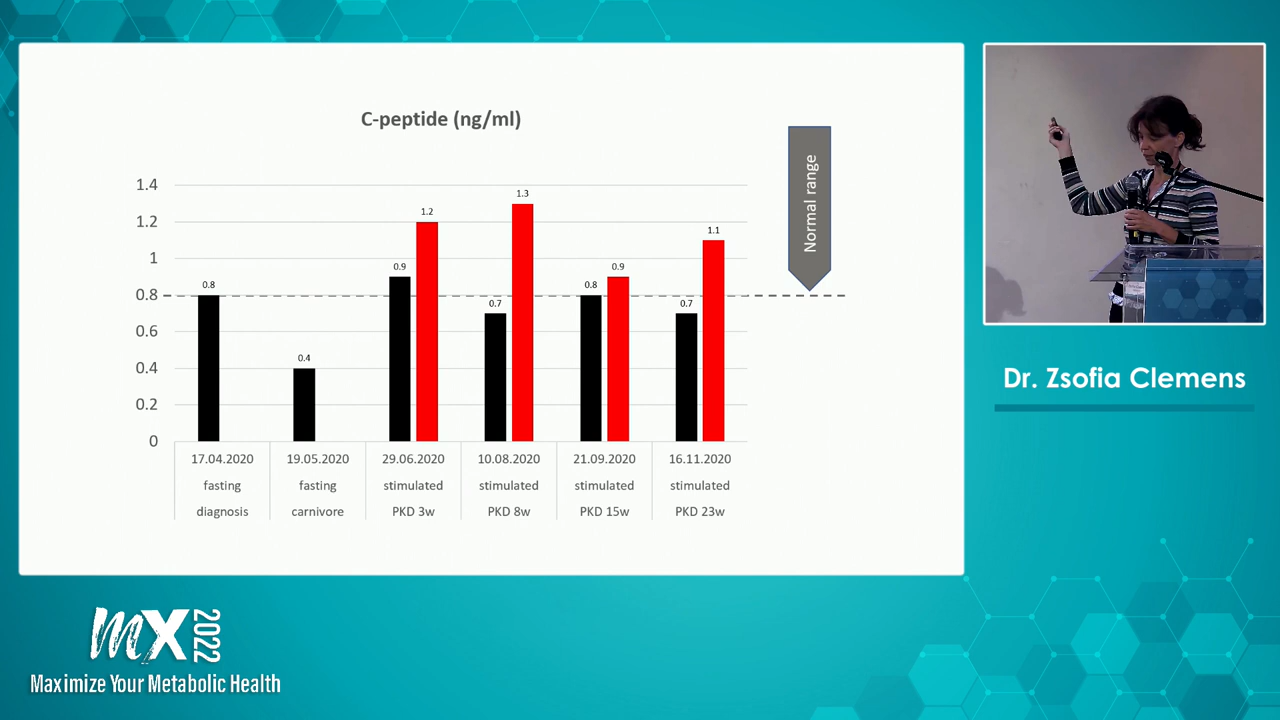 C-peptide (ng/ml)
Normal range
1.4
1.2
1
0.8
0.6
0.4
0.2
0
0.8
0.4
0.9
1.2
0.7
1.3
0.8
0.9
0.7
1.1
17.04.2020
fasting
diagnosis
19.05.2020
fasting
carnivore
29.06.2020
stimulated
PKD 3w
10.08.2020
stimulated
PKD 8w
21.09.2020
stimulated
PKD 15w
16.11.2020
stimulated
PKD 23w
Dr. Zsofia Clemens
mx 2022
Maximize Your Metabolic Health